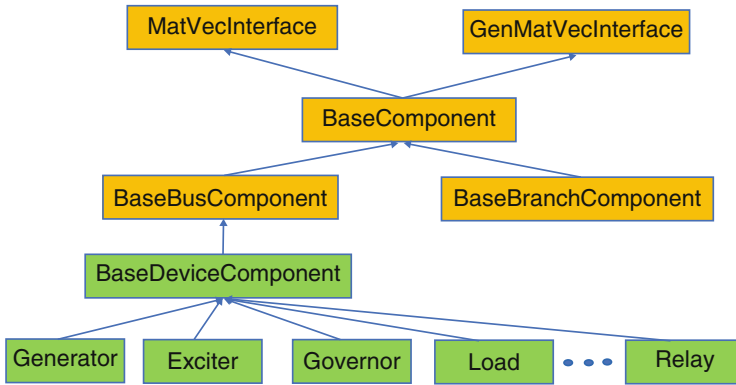 MatVecInterface
GenMatVecInterface
BaseComponent
BaseBusComponent
BaseBranchComponent
BaseDeviceComponent
Generator
Exciter
Governor
Load
Relay